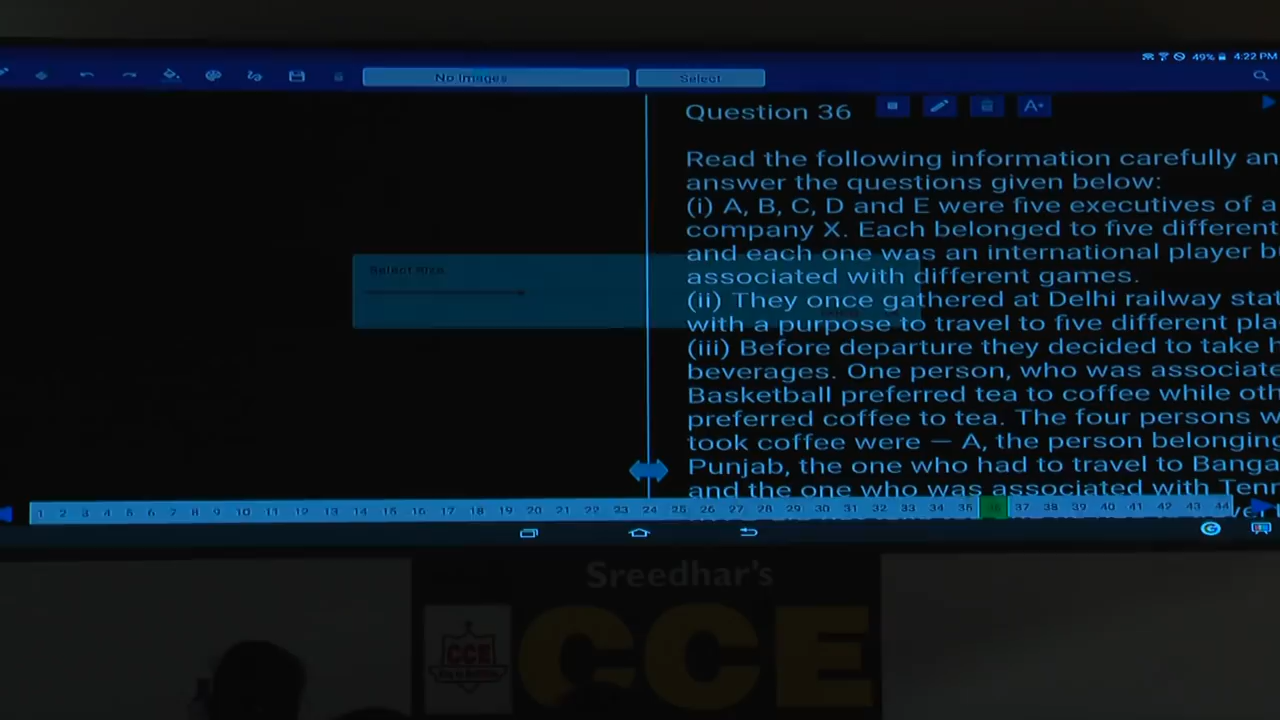 49% 4:22 PM
No Images
Select
Question 36
A+
Read the following information carefully an
answer the questions given below:
(i) A, B, C, D and E were five executives of a
company X. Each belonged to five different
and each one was an international player b
associated with different games.
Select Size
(ii) They once gathered at Delhi railway stat
with a purpose to travel to five different pla
(iii) Before departure they decided to take h
beverages. One person, who was associate
Basketball preferred tea to coffee while oth
preferred coffee to tea. The four persons w
took coffee were — A, the person belonging
Punjab, the one who had to travel to Banga
and the one who was associated with Tenn
1 2 3 4 5 6 7 8 9 10 11 12 13 14 15 16 17 18 19 20 21 22 23 24 25 26 27 28 29 30 31 32 33 34 35 36 37 38 39 40 41 42 43 44
Sreedhar's
CCE
CCE